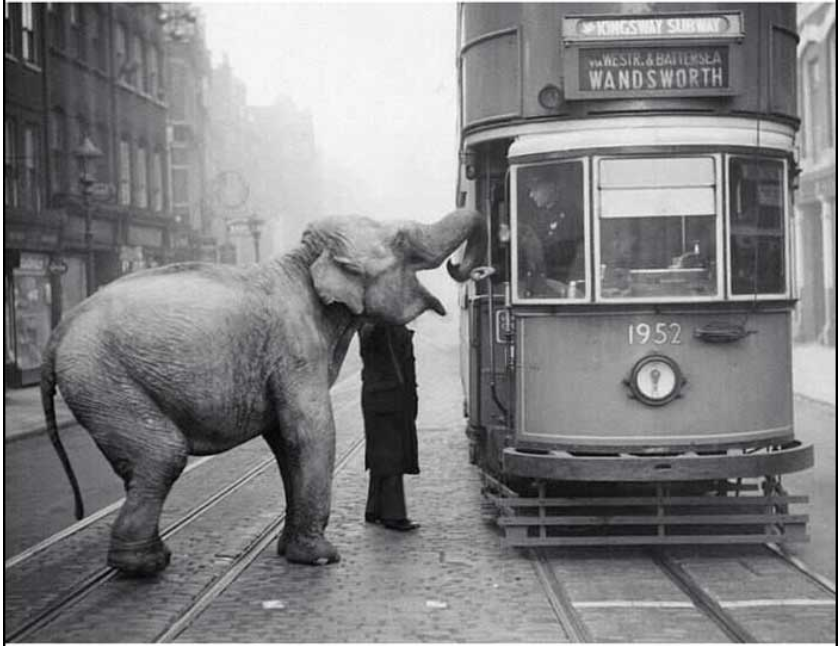 KINGSWAY SUBWAY
VIA WESTR. & BATTERSEA
WANDSWORTH
1952